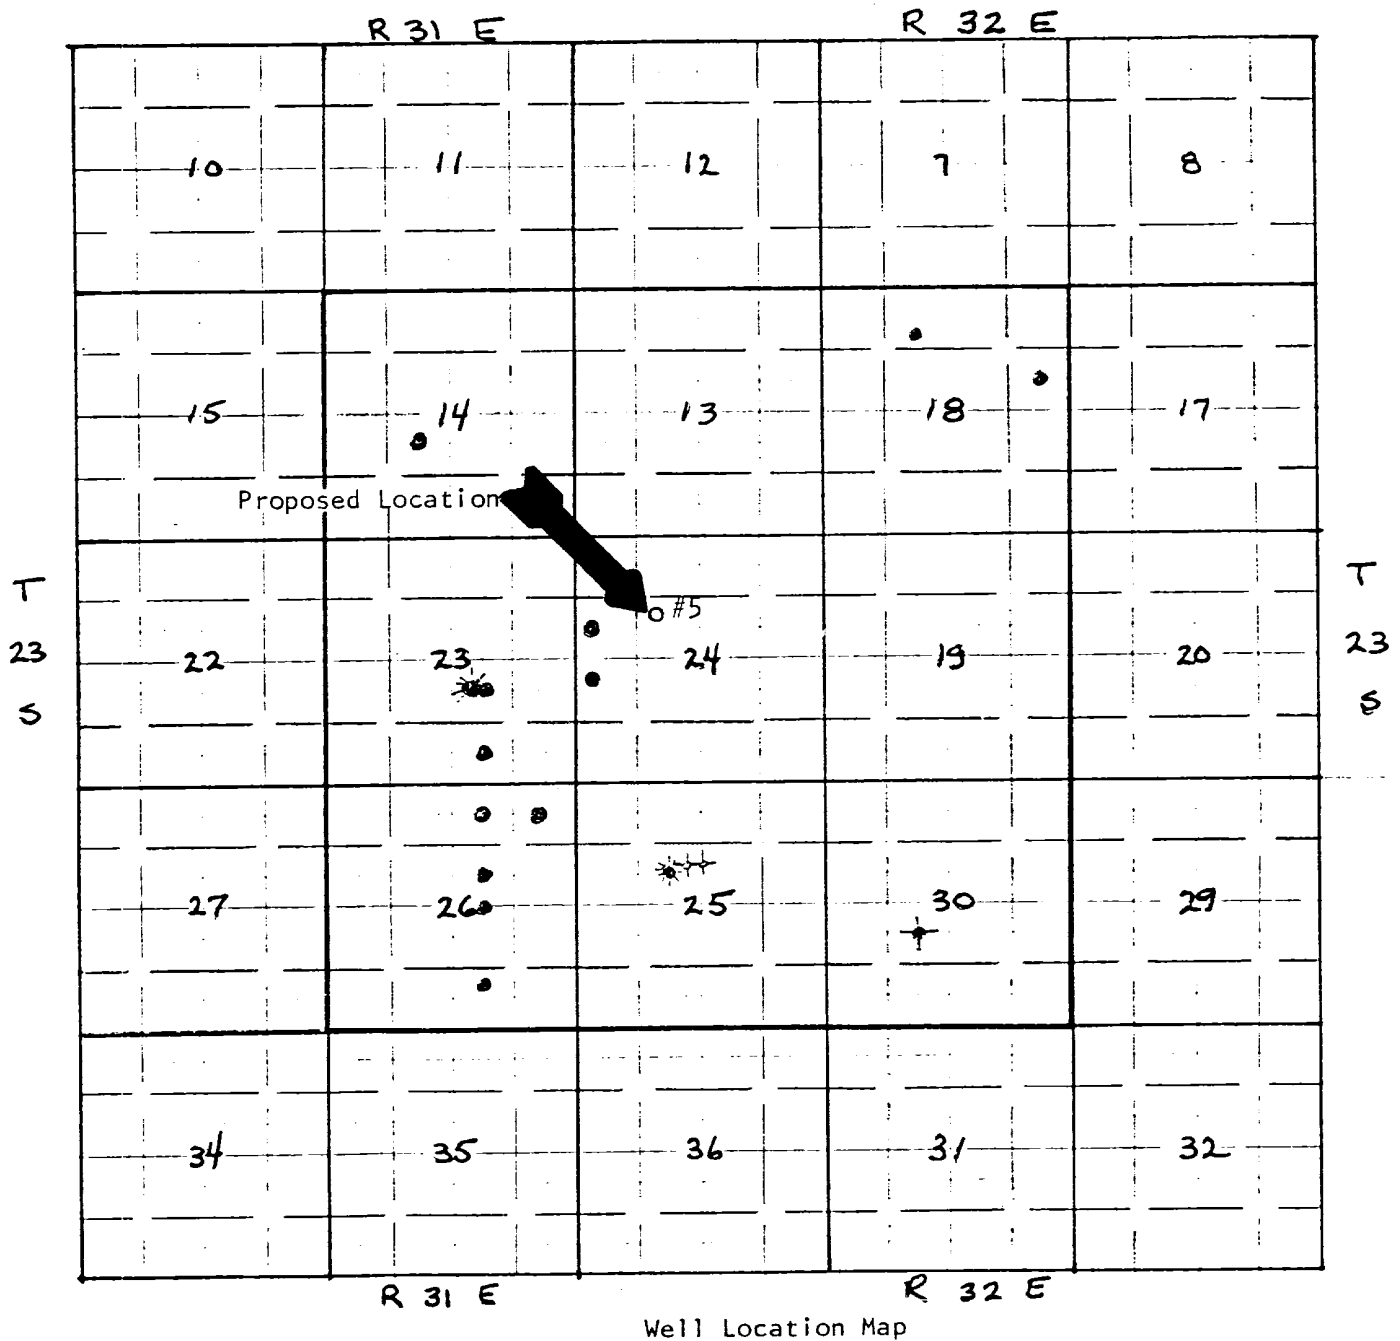 R 31 E R 32 E
10 11 12 7 8
15 14 13 18 17
Proposed Location
#5
T 23 S
22 23 24 19 20
T 23 S
27 26 25 30 29
34 35 36 31 32
R 31 E R 32 E
Well Location Map